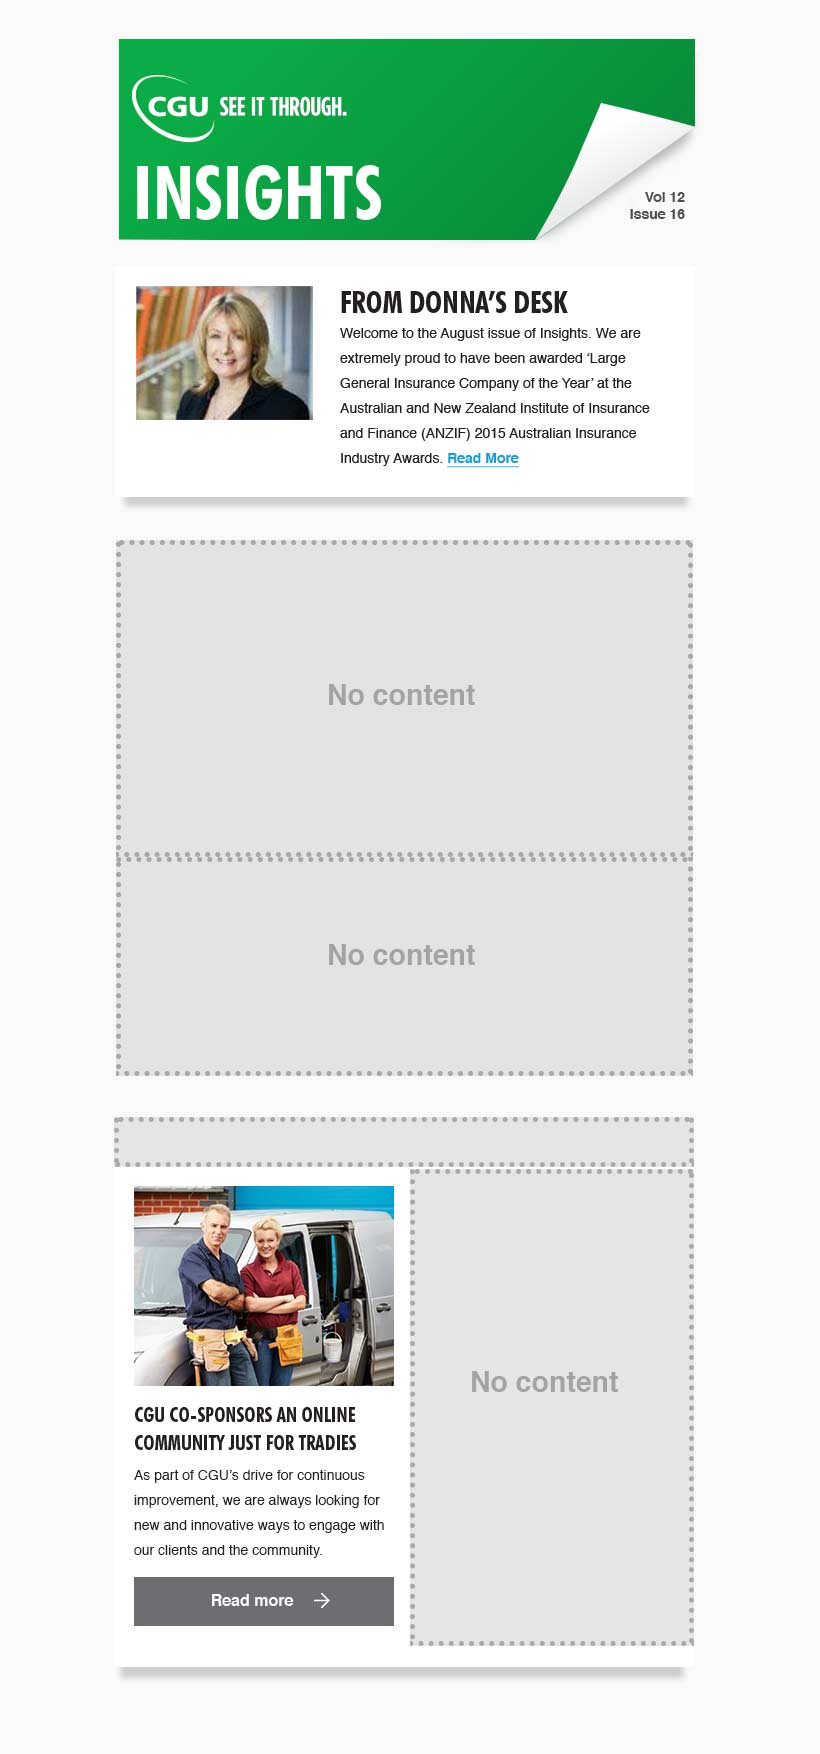 CGU SEE IT THROUGH.
INSIGHTS
Vol 12
Issue 16
FROM DONNA’S DESK
Welcome to the August issue of Insights. We are
extremely proud to have been awarded ‘Large
General Insurance Company of the Year’ at the
Australian and New Zealand Institute of Insurance
and Finance (ANZIF) 2015 Australian Insurance
Industry Awards. Read More
No content
No content
CGU CO-SPONSORS AN ONLINE
COMMUNITY JUST FOR TRADIES
As part of CGU’s drive for continuous
improvement, we are always looking for
new and innovative ways to engage with
our clients and the community.
Read more
No content